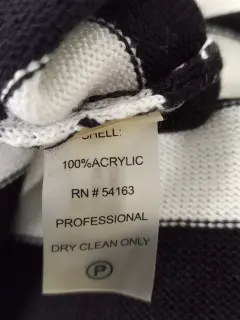 SHELL:
100%ACRYLIC
RN # 54163
PROFESSIONAL
DRY CLEAN ONLY
P